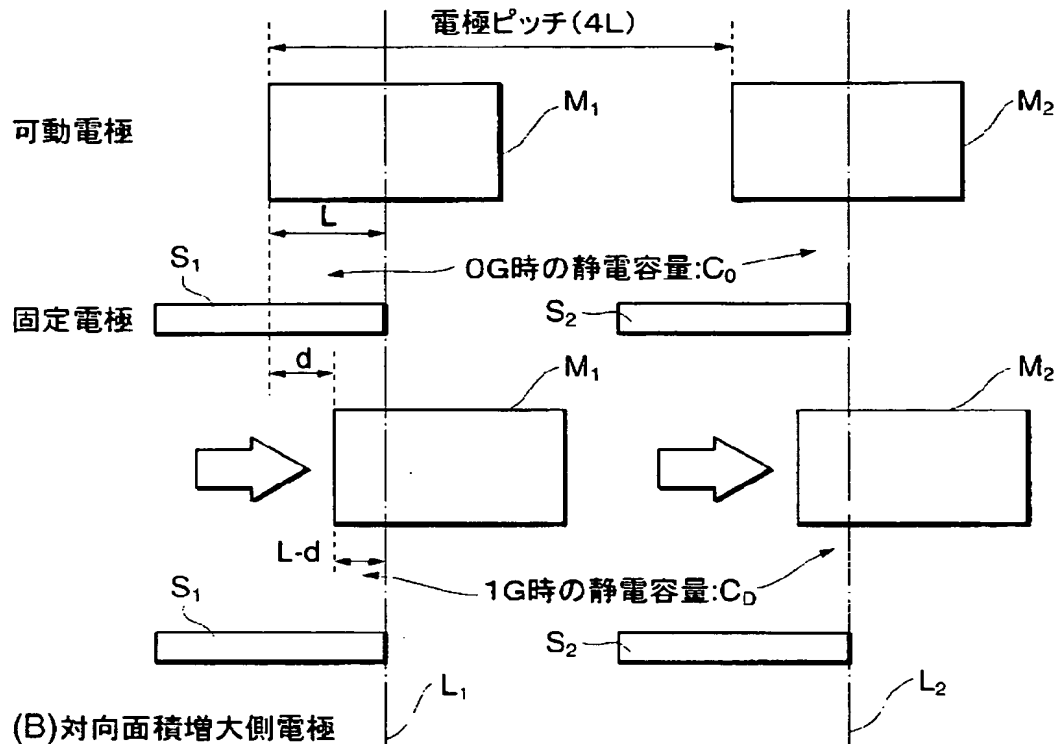 電極ピッチ(4L)
可動電極
M₁
M₂
L
S₁
0G時の静電容量:C₀
固定電極
S₂
d
M₁
M₂
L-d
S₁
1G時の静電容量:C_D
S₂
L₁
L₂
(B)対向面積増大側電極